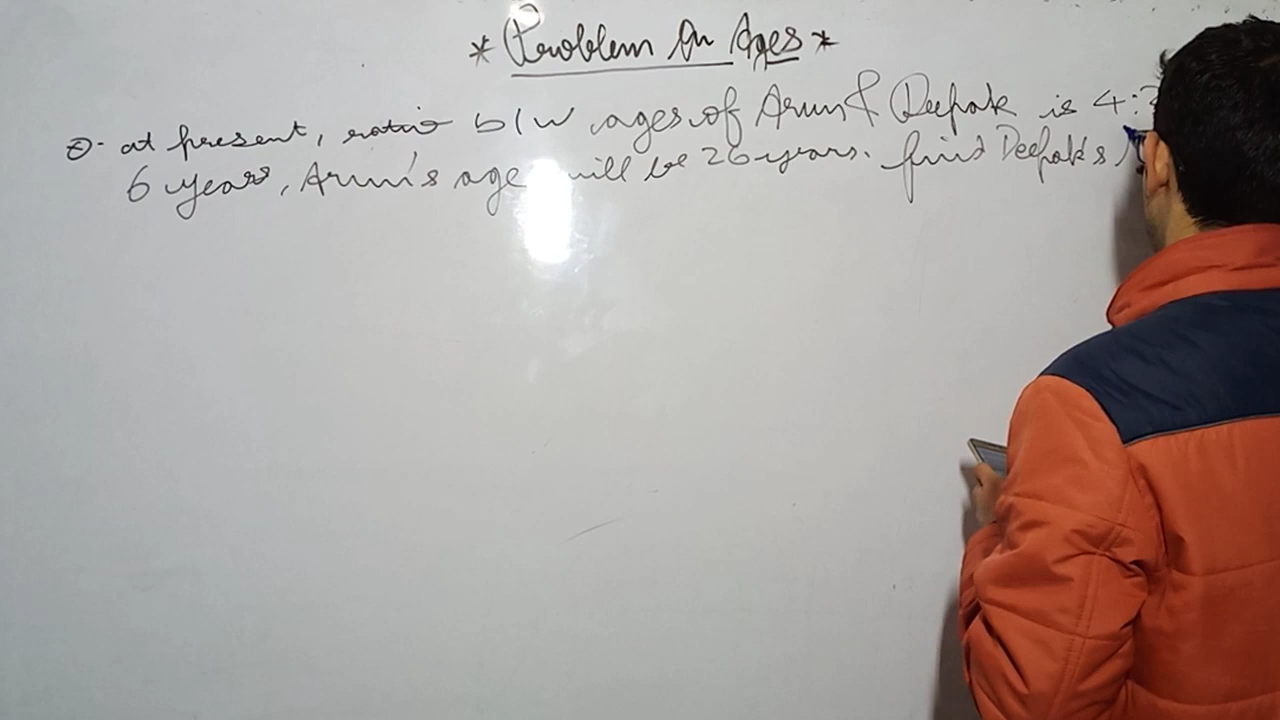 * Problem On Ages *
Q. at present, ratio b/w ages of Arun & Deepak is 4:
6 years, Arun's age will be 26 years. find Deepak's